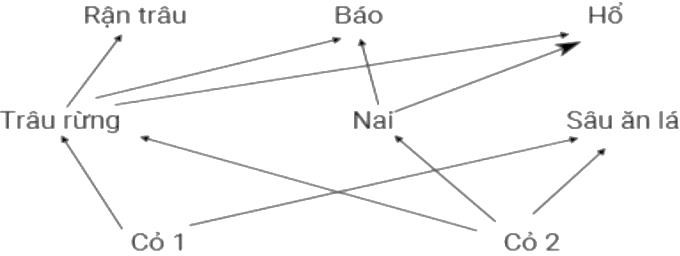 Rận trâu Báo Hổ
Trâu rừng Nai Sâu ăn lá
Cỏ 1 Cỏ 2